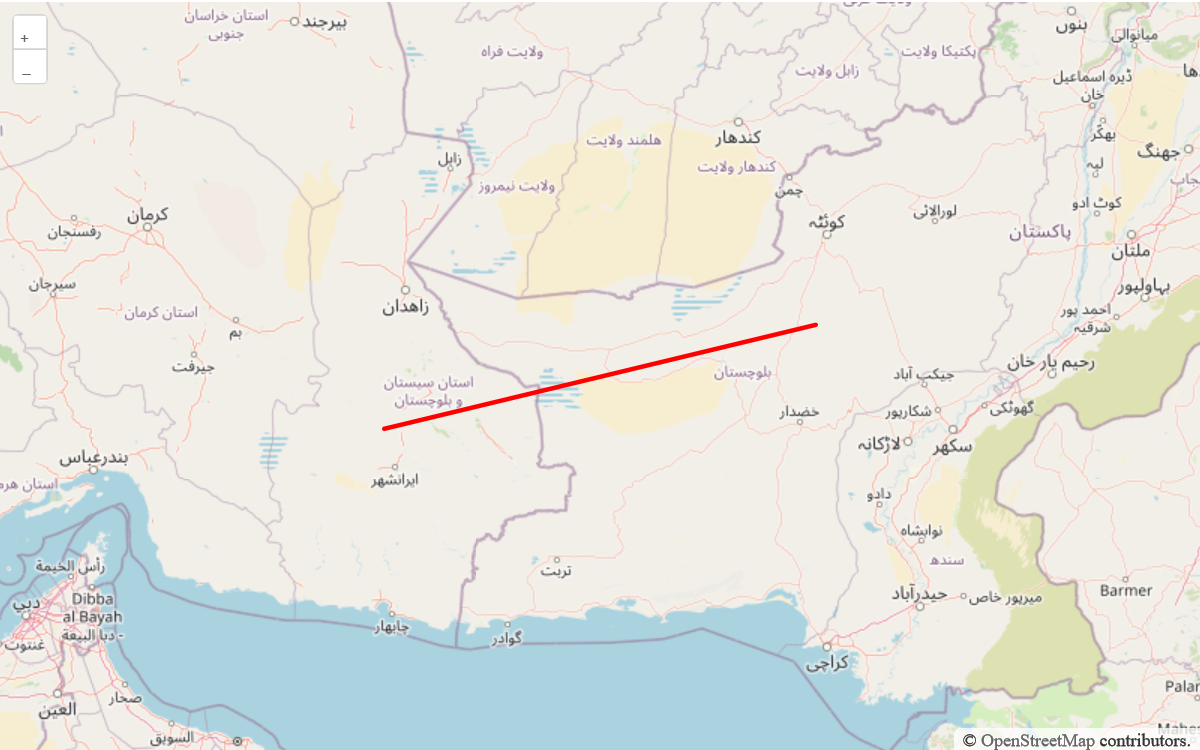 +
–
استان خراسان
جنوبی
بیرجند
ولایت فراه
زابل ولایت
پکتیکا ولایت
بنوں
میانوالی
ڈیرہ اسماعیل
خان
بھکّر
جھنگ
لیہ
کوٹ ادو
ملتان
بہاولپور
احمد پور
شرقیہ
رحیم یار خان
پاکستان
لورالائی
کوئٹہ
چمن
کندهار
کندهار ولایت
هلمند ولایت
ولایت نیمروز
زابل
کرمان
رفسنجان
سیرجان
استان کرمان
بم
جیرفت
زاهدان
استان سیستان
و بلوچستان
ایرانشهر
بلوچستان
خضدار
جیکب آباد
شکارپور
گھوٹکی
لاڑکانہ
سکھر
دادو
نوابشاہ
سندھ
حیدرآباد
میرپور خاص
Barmer
بندرعباس
استان هرم
رأس الخيمة
دبي
Dibba
al Bayah
- دبا البيعة
غنتوت
چابهار
گوادر
تربت
کراچی
صحار
العين
السويق
Palan
© OpenStreetMap contributors.